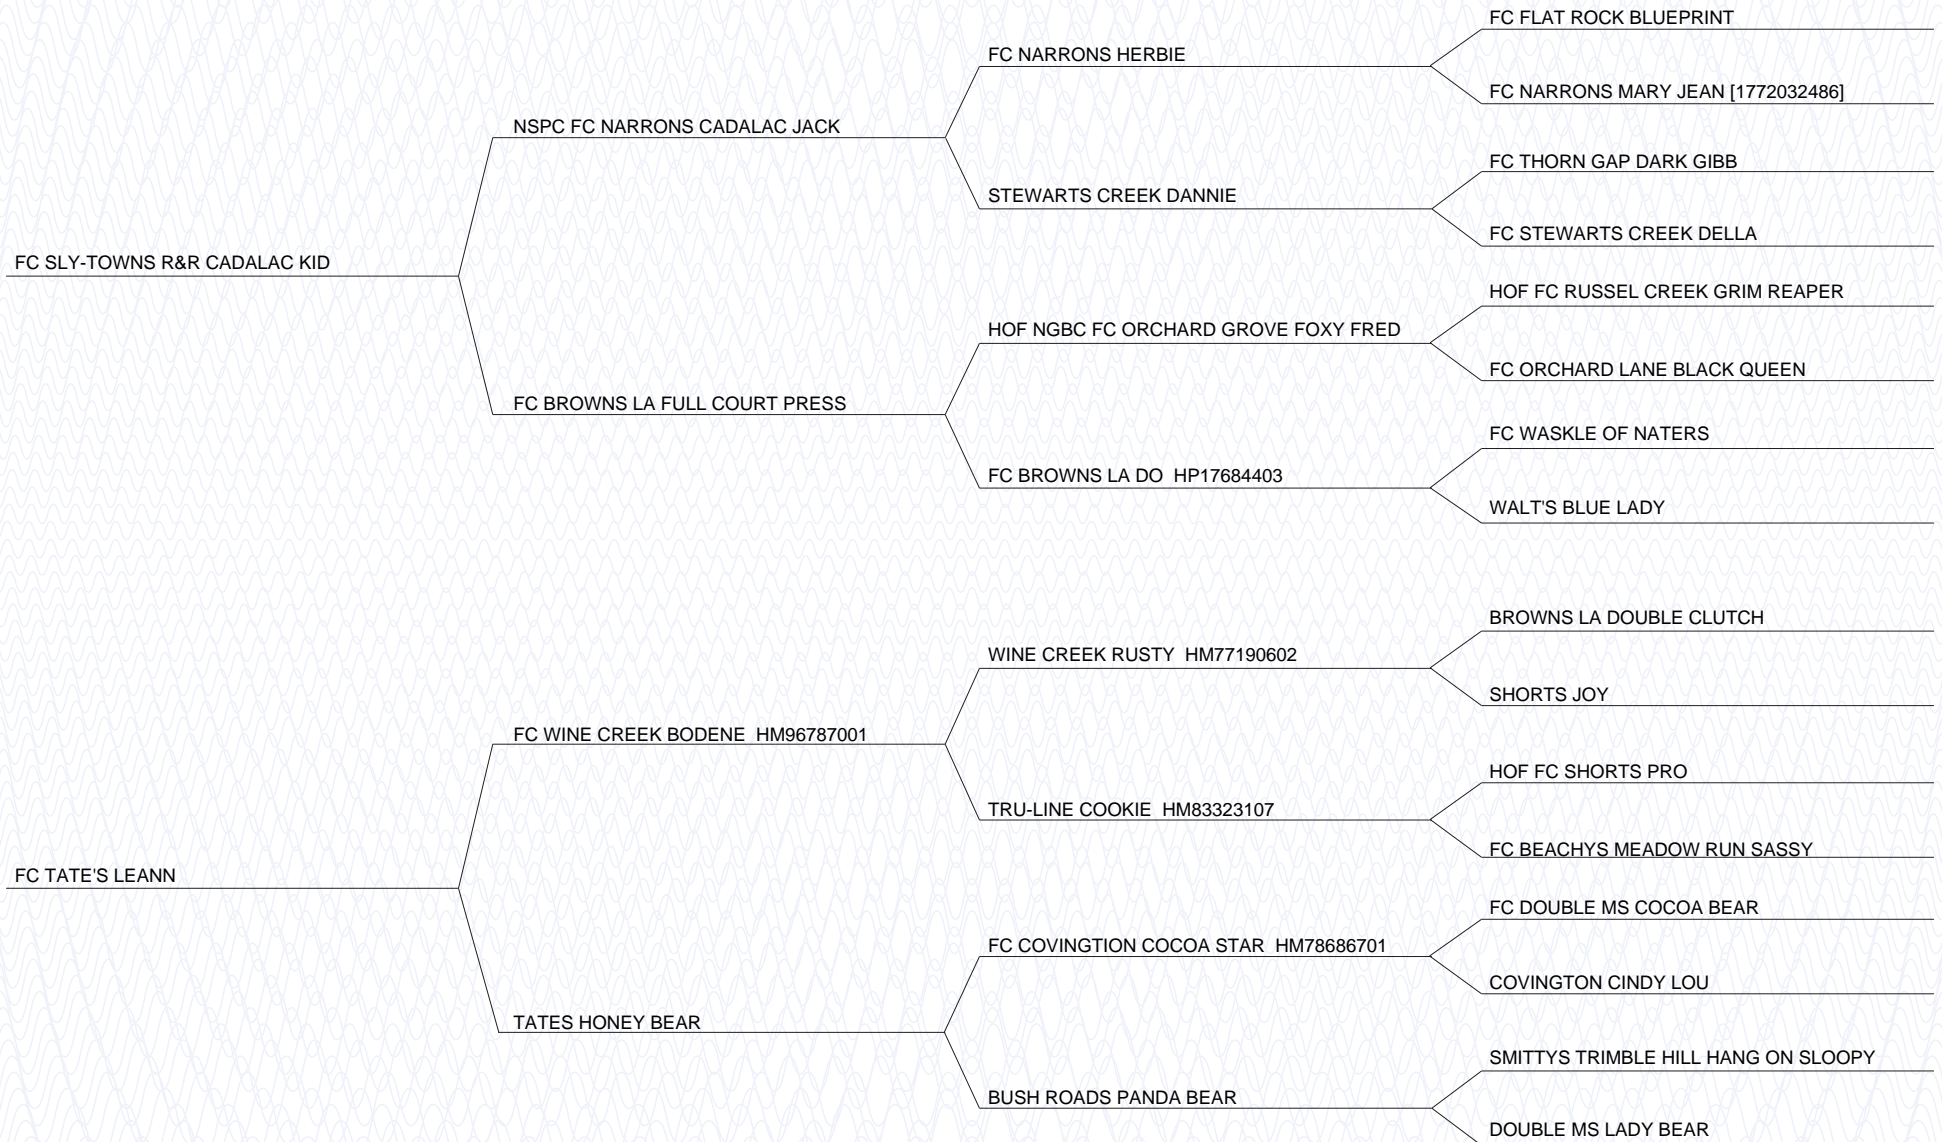 FC FLAT ROCK BLUEPRINT
FC NARRONS HERBIE
FC NARRONS MARY JEAN [1772032486]
NSPC FC NARRONS CADALAC JACK
FC THORN GAP DARK GIBB
STEWARTS CREEK DANNIE
FC STEWARTS CREEK DELLA
FC SLY-TOWNS R&R CADALAC KID
HOF FC RUSSEL CREEK GRIM REAPER
HOF NGBC FC ORCHARD GROVE FOXY FRED
FC ORCHARD LANE BLACK QUEEN
FC BROWNS LA FULL COURT PRESS
FC WASKLE OF NATERS
FC BROWNS LA DO  HP17684403
WALT'S BLUE LADY
BROWNS LA DOUBLE CLUTCH
WINE CREEK RUSTY  HM77190602
SHORTS JOY
FC WINE CREEK BODENE  HM96787001
HOF FC SHORTS PRO
TRU-LINE COOKIE  HM83323107
FC BEACHYS MEADOW RUN SASSY
FC TATE'S LEANN
FC DOUBLE MS COCOA BEAR
FC COVINGTION COCOA STAR  HM78686701
COVINGTON CINDY LOU
TATES HONEY BEAR
SMITTYS TRIMBLE HILL HANG ON SLOOPY
BUSH ROADS PANDA BEAR
DOUBLE MS LADY BEAR